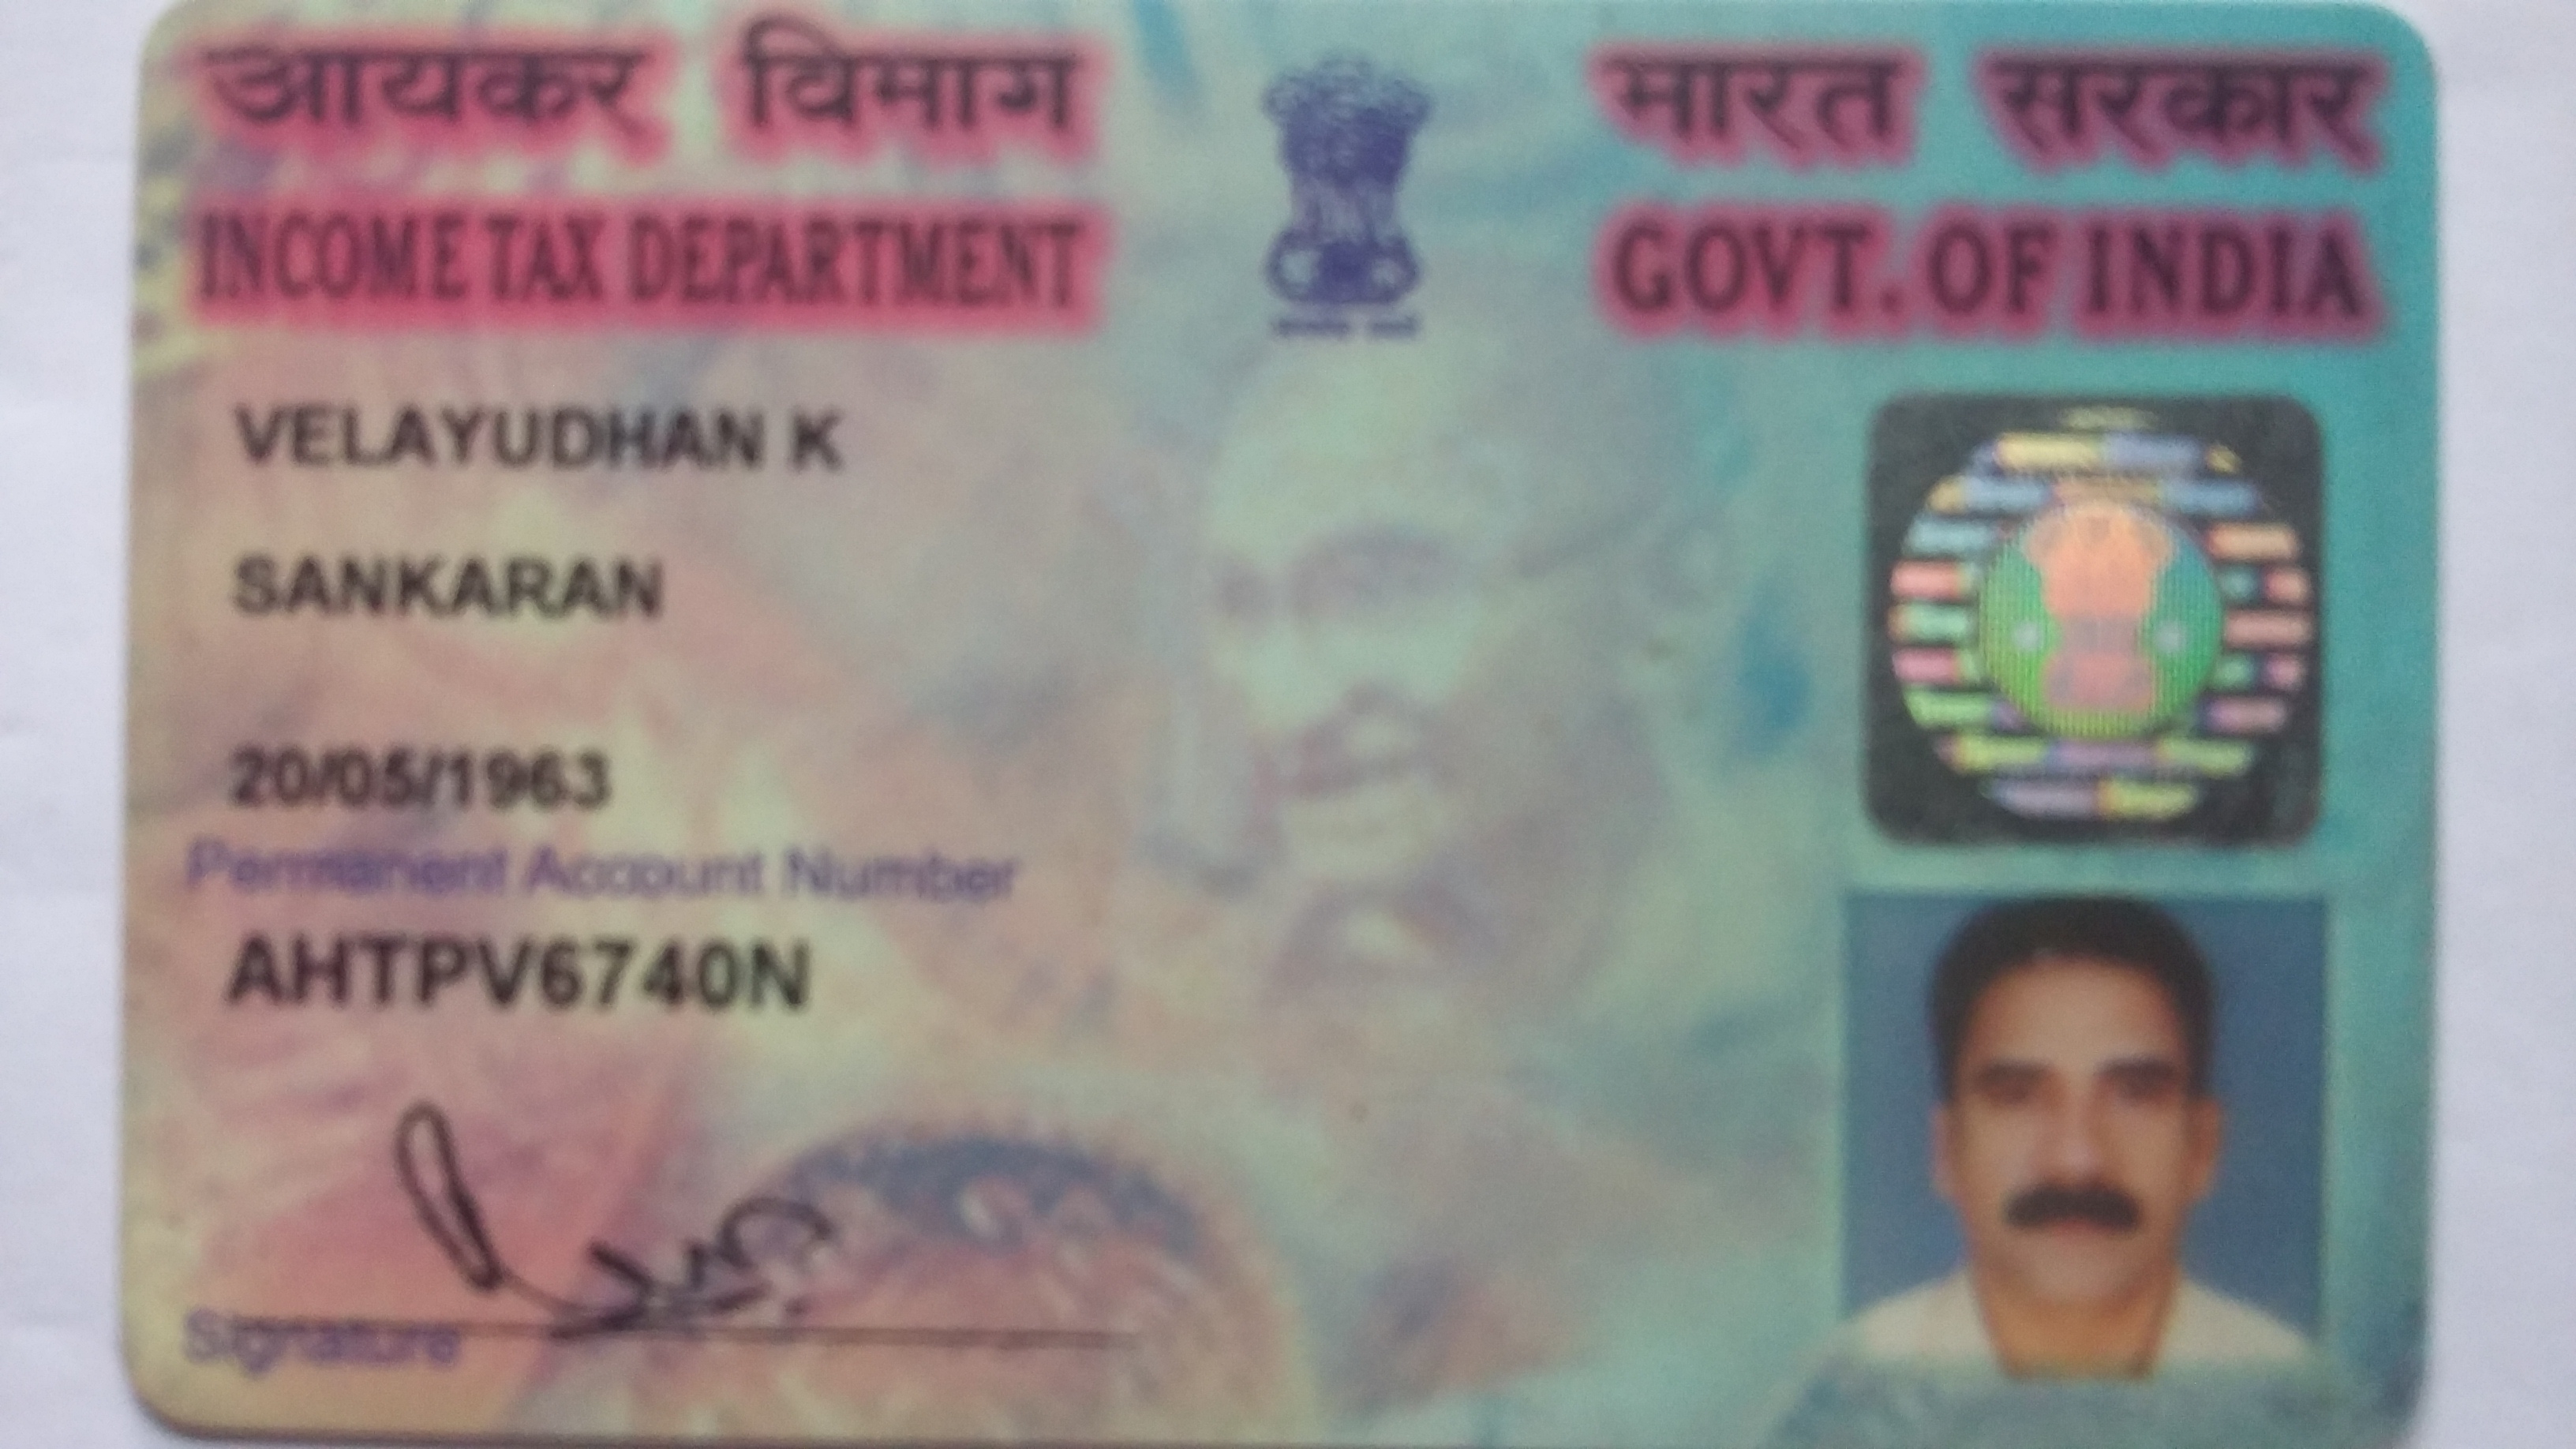 आयकर विभाग
INCOME TAX DEPARTMENT
भारत सरकार
GOVT. OF INDIA
VELAYUDHAN K
SANKARAN
20/05/1963
Permanent Account Number
AHTPV6740N
Signature